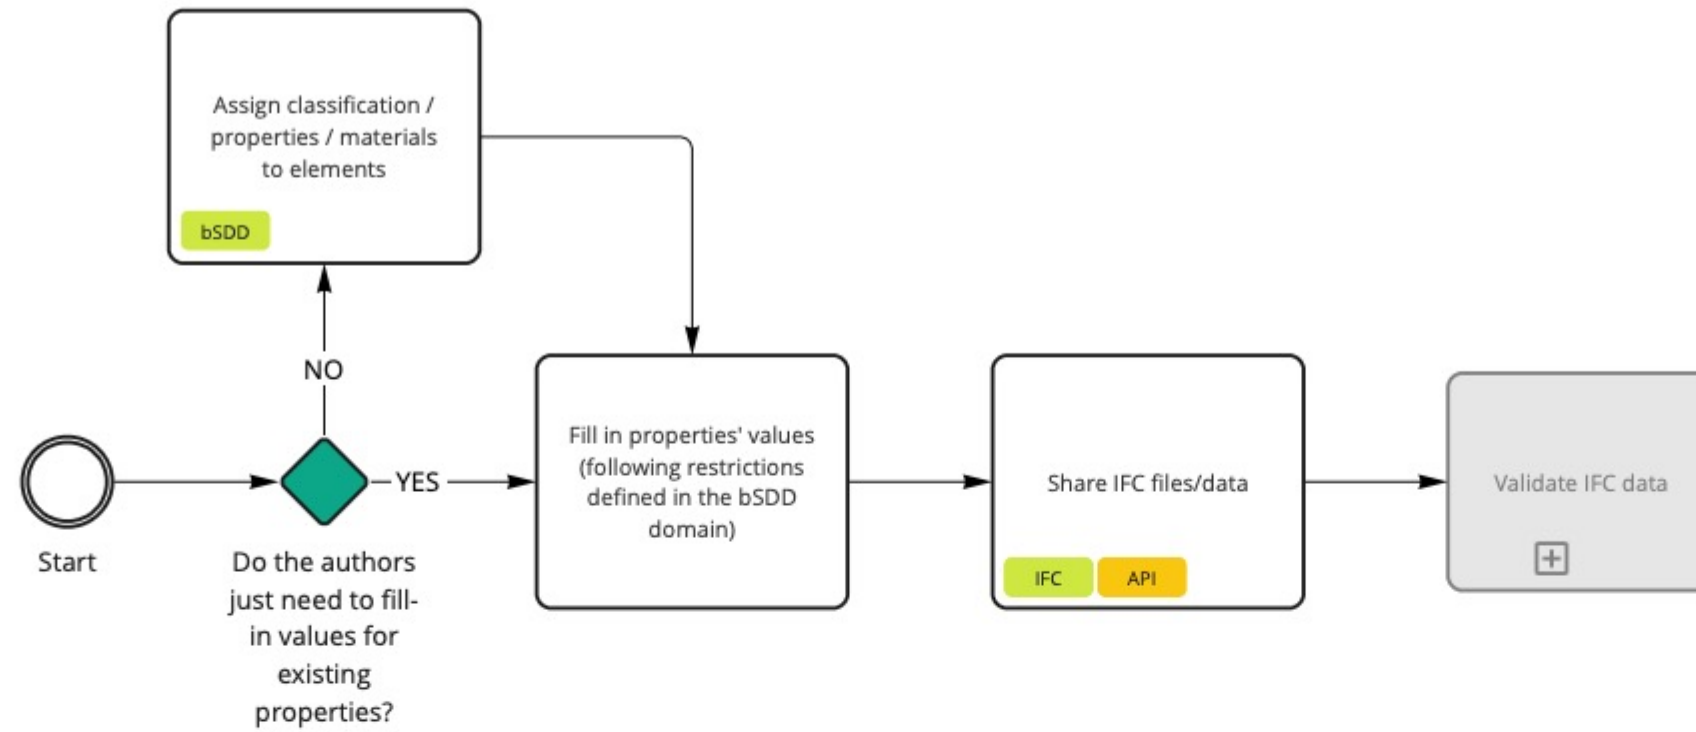 Assign classification /
properties / materials
to elements
bSDD
NO
Start
YES
Do the authors
just need to fill-
in values for
existing
properties?
Fill in properties' values
(following restrictions
defined in the bSDD
domain)
Share IFC files/data
IFC
API
Validate IFC data